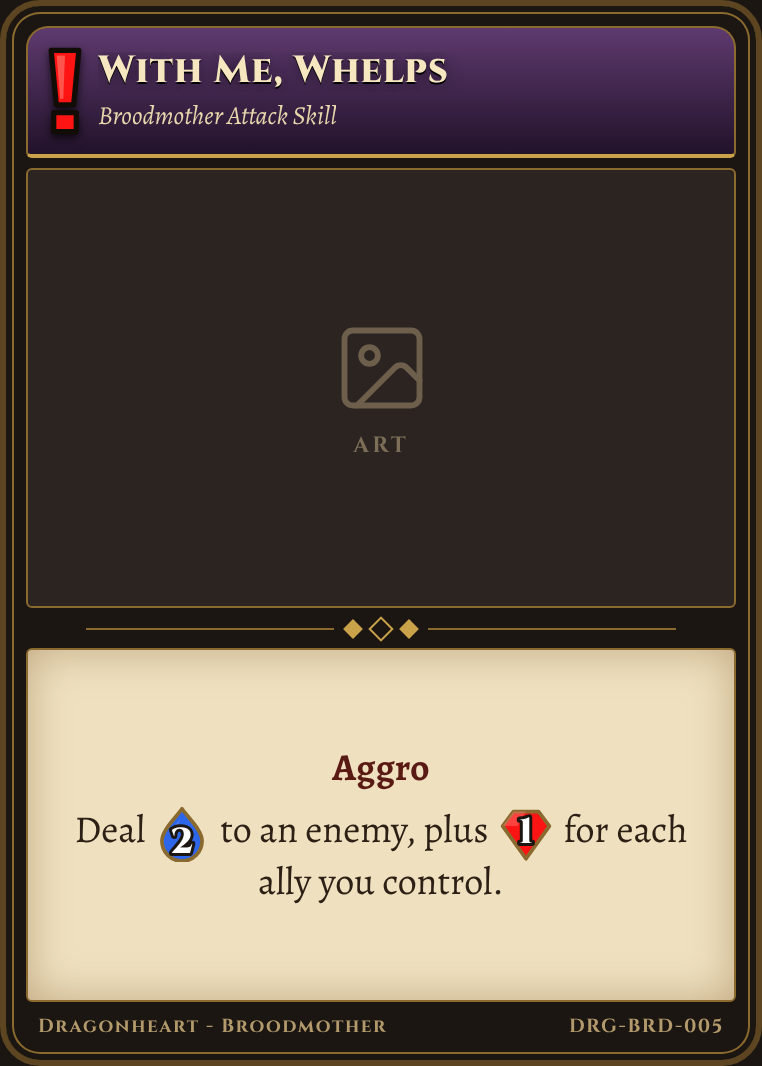 With Me, Whelps
Broodmother Attack Skill
ART
Aggro
Deal 2 to an enemy, plus 1 for each
ally you control.
Dragonheart - Broodmother
DRG-BRD-005